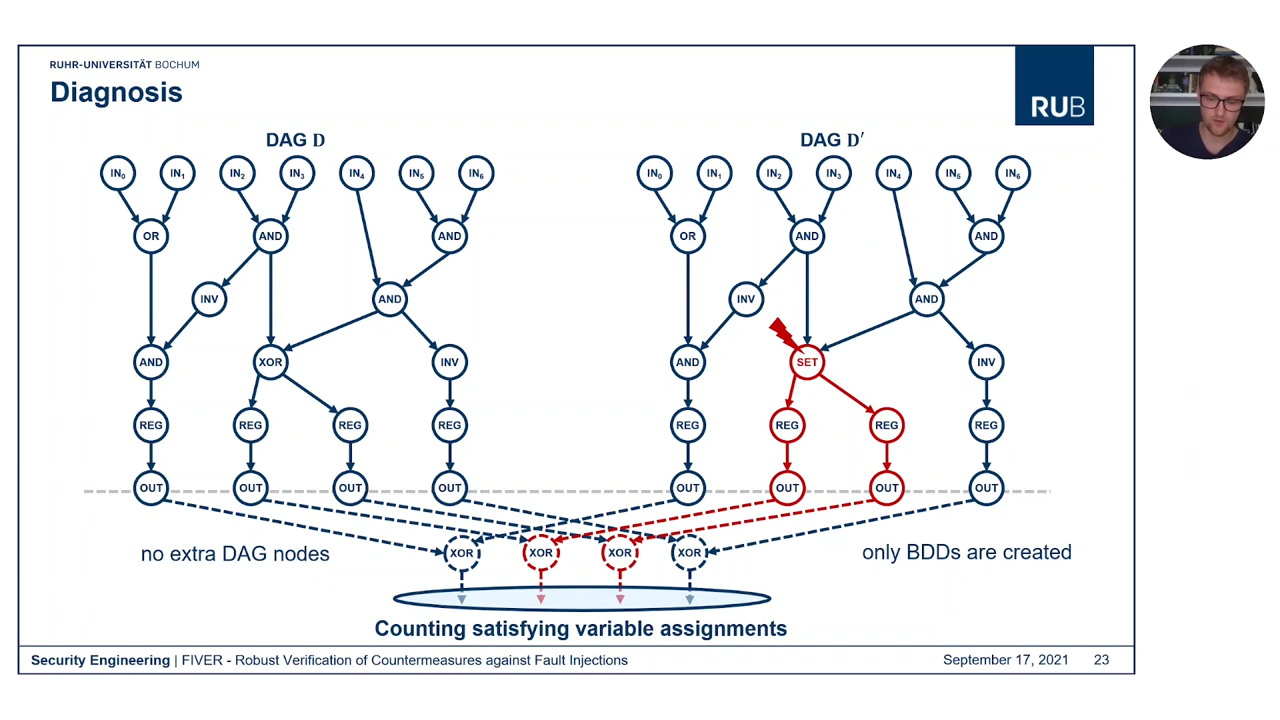 RUHR-UNIVERSITÄT BOCHUM
Diagnosis
RUB
DAG D
DAG D′
IN₀ IN₁ IN₂ IN₃ IN₄ IN₅ IN₆
IN₀ IN₁ IN₂ IN₃ IN₄ IN₅ IN₆
OR AND AND
OR AND AND
INV AND
INV AND
AND XOR INV
AND SET INV
REG REG REG REG
REG REG REG REG
OUT OUT OUT OUT
OUT OUT OUT OUT
no extra DAG nodes
XOR XOR XOR XOR
only BDDs are created
Counting satisfying variable assignments
Security Engineering | FIVER - Robust Verification of Countermeasures against Fault Injections
September 17, 2021 23